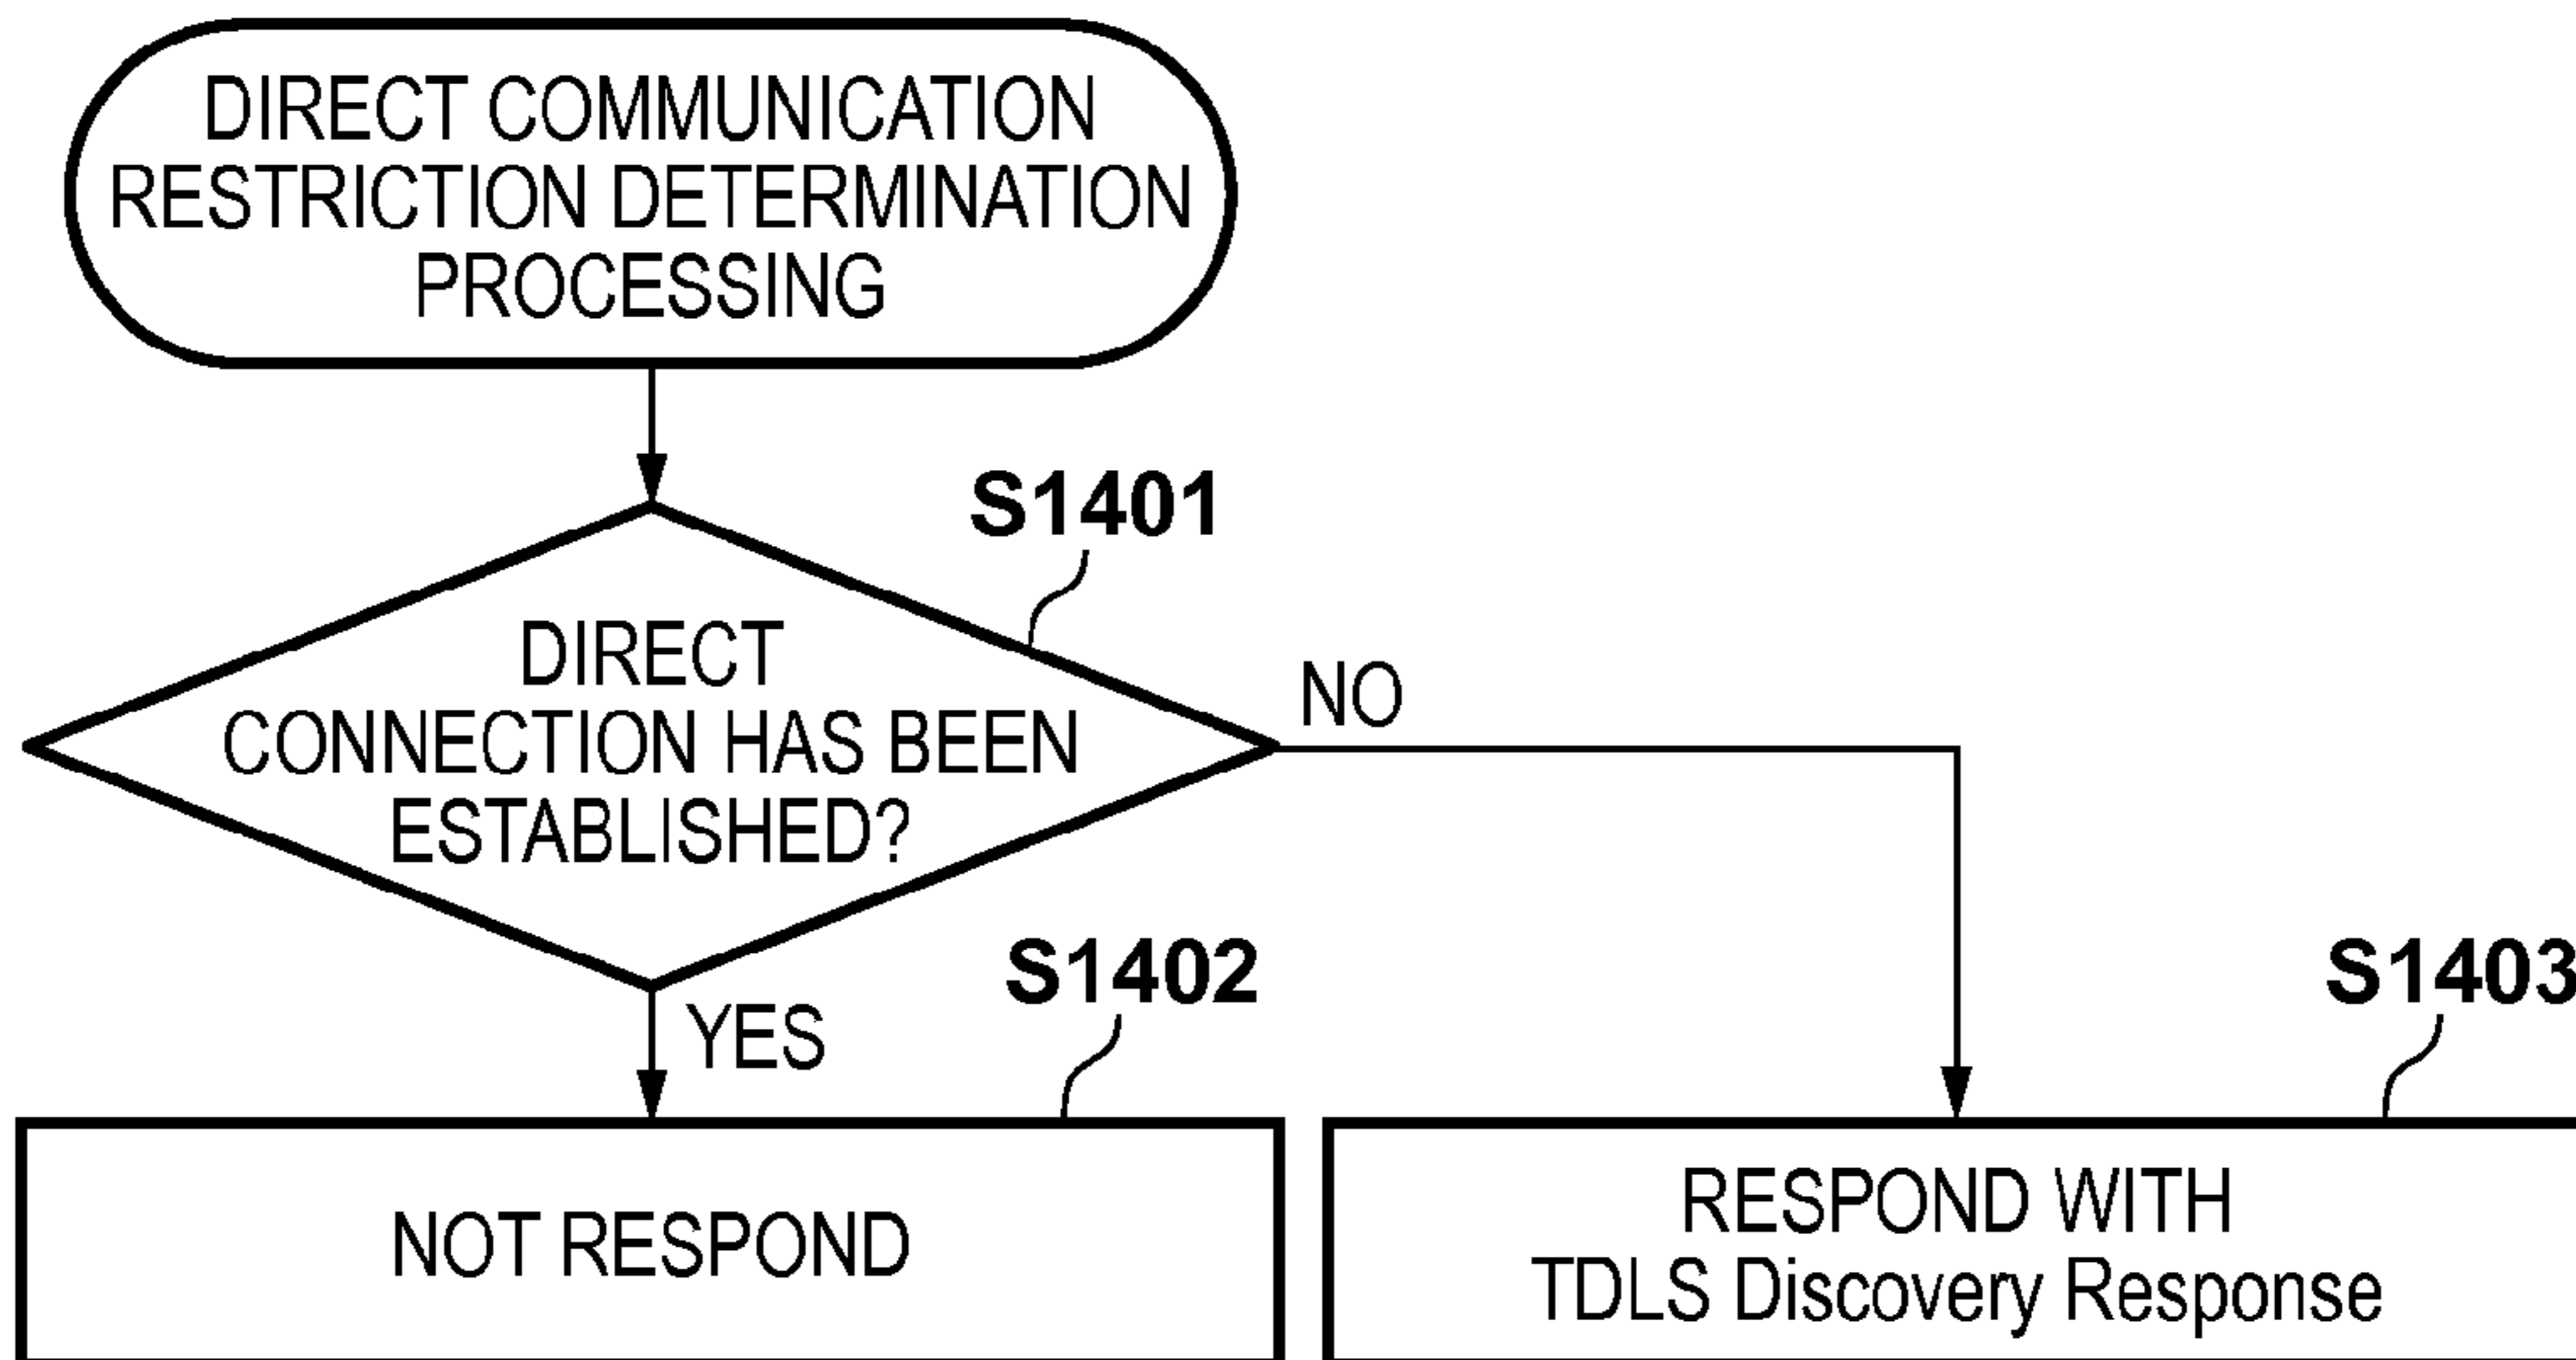 DIRECT COMMUNICATION
RESTRICTION DETERMINATION
PROCESSING
S1401
DIRECT
CONNECTION HAS BEEN
ESTABLISHED?
NO
YES
S1402
S1403
NOT RESPOND
RESPOND WITH
TDLS Discovery Response